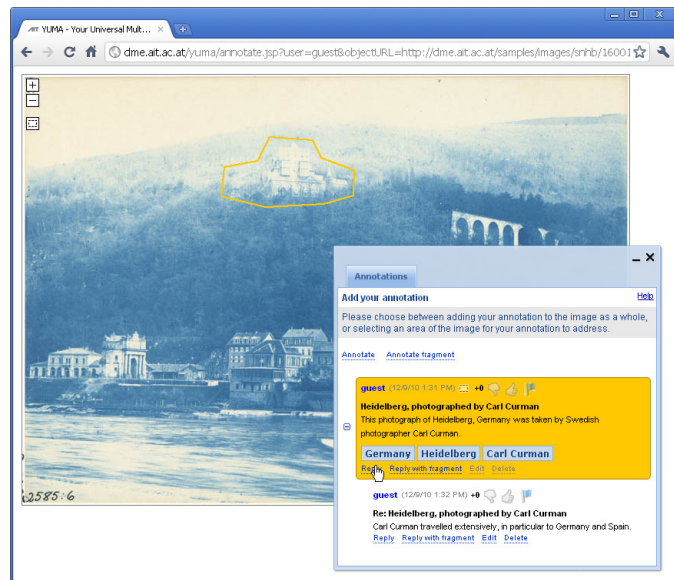 YUMA - Your Universal Mult...
dme.ait.ac.at/yuma/annotate.jsp?user=guest&objectURL=http://dme.ait.ac.at/samples/images/snhb/16001
Annotations
Add your annotation Help
Please choose between adding your annotation to the image as a whole,
or selecting an area of the image for your annotation to address.
Annotate Annotate fragment
guest (12/9/10 1:31 PM) +0
Heidelberg, photographed by Carl Curman
This photograph of Heidelberg, Germany was taken by Swedish
photographer Carl Curman.
Germany Heidelberg Carl Curman
Reply Reply with fragment Edit Delete
guest (12/9/10 1:32 PM) +0
Re: Heidelberg, photographed by Carl Curman
Carl Curman travelled extensively, in particular to Germany and Spain.
Reply Reply with fragment Edit Delete
2585:6